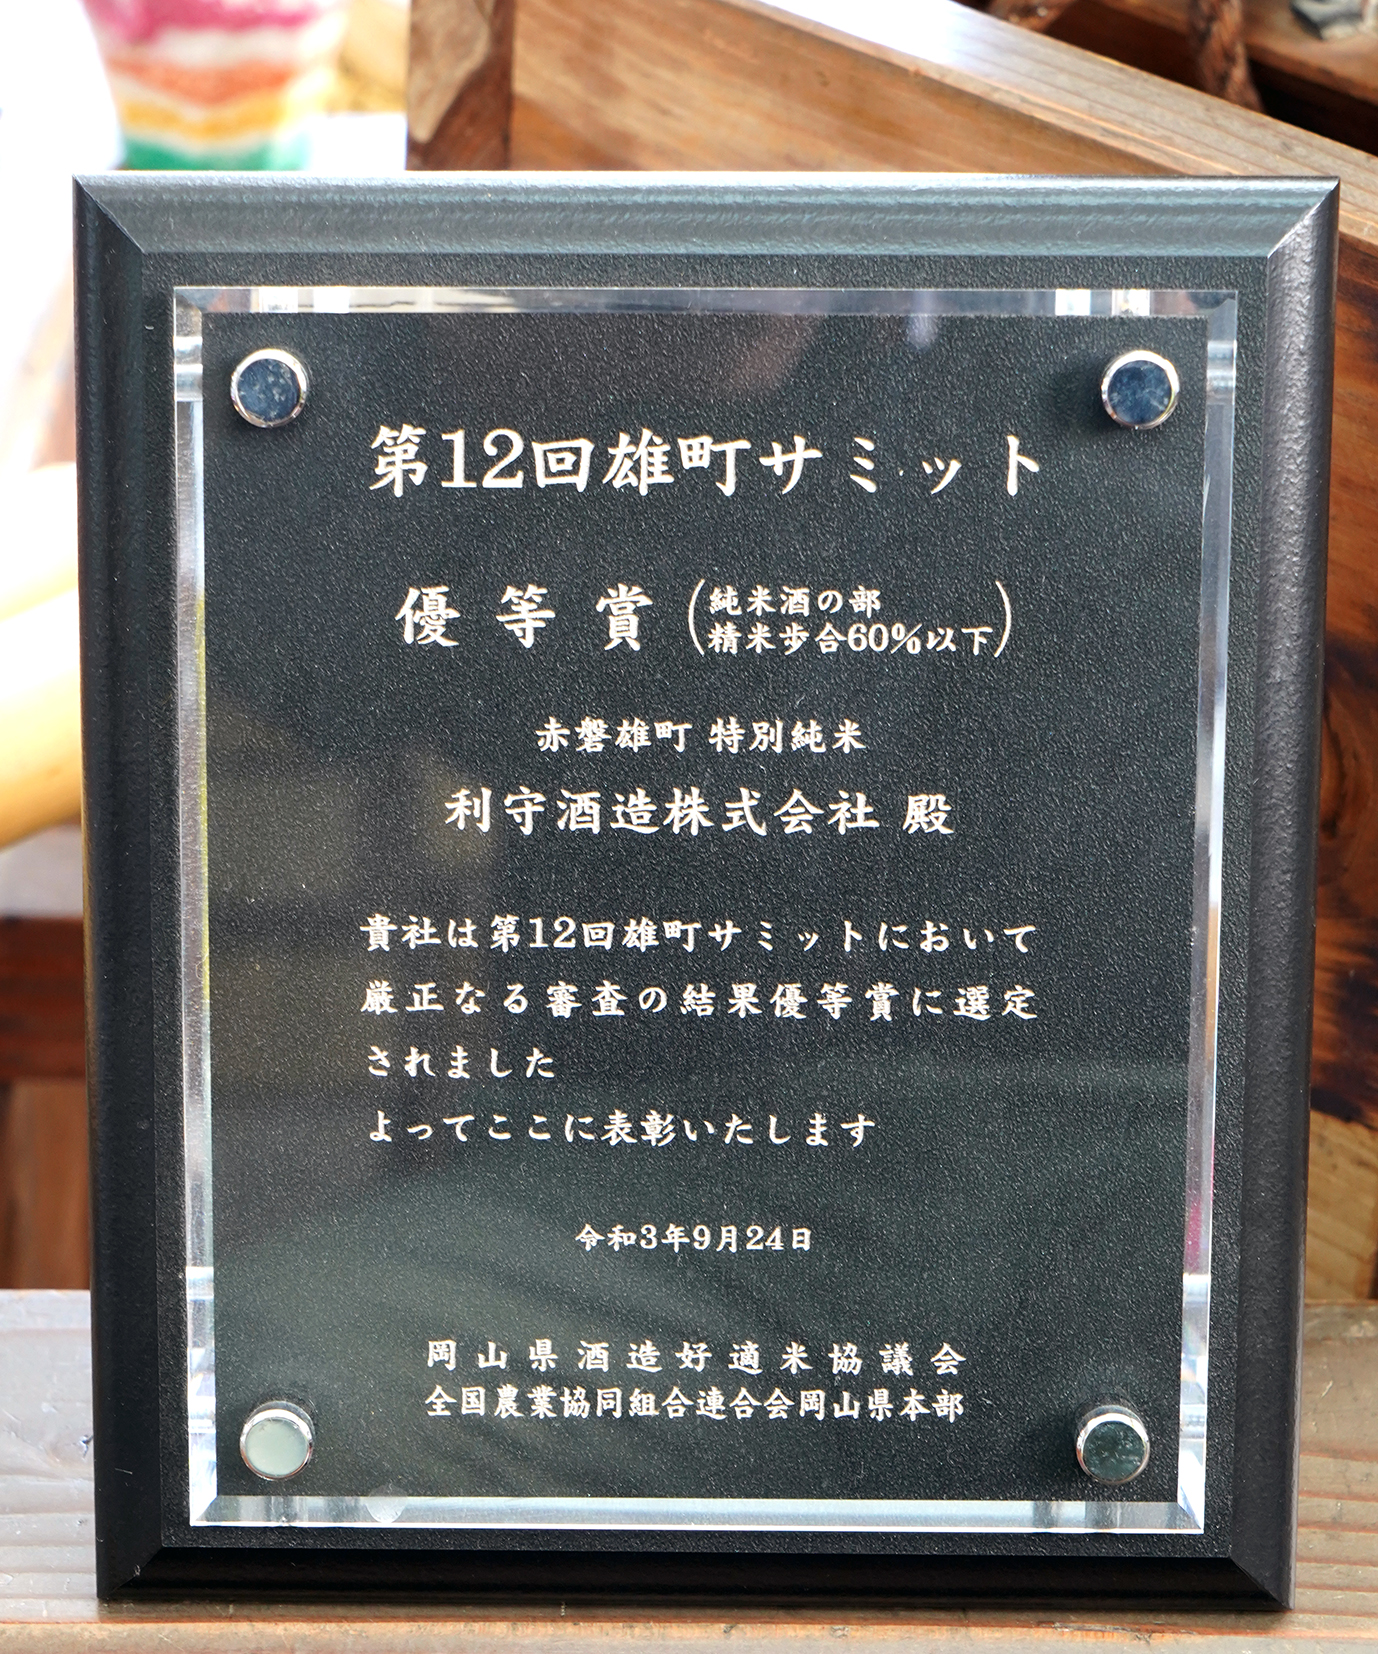 第12回雄町サミット
優等賞(純米酒の部
精米歩合60%以下)
赤磐雄町 特別純米
利守酒造株式会社 殿
貴社は第12回雄町サミットにおいて
厳正なる審査の結果優等賞に選定
されました
よってここに表彰いたします
令和3年9月24日
岡山県酒造好適米協議会
全国農業協同組合連合会岡山県本部